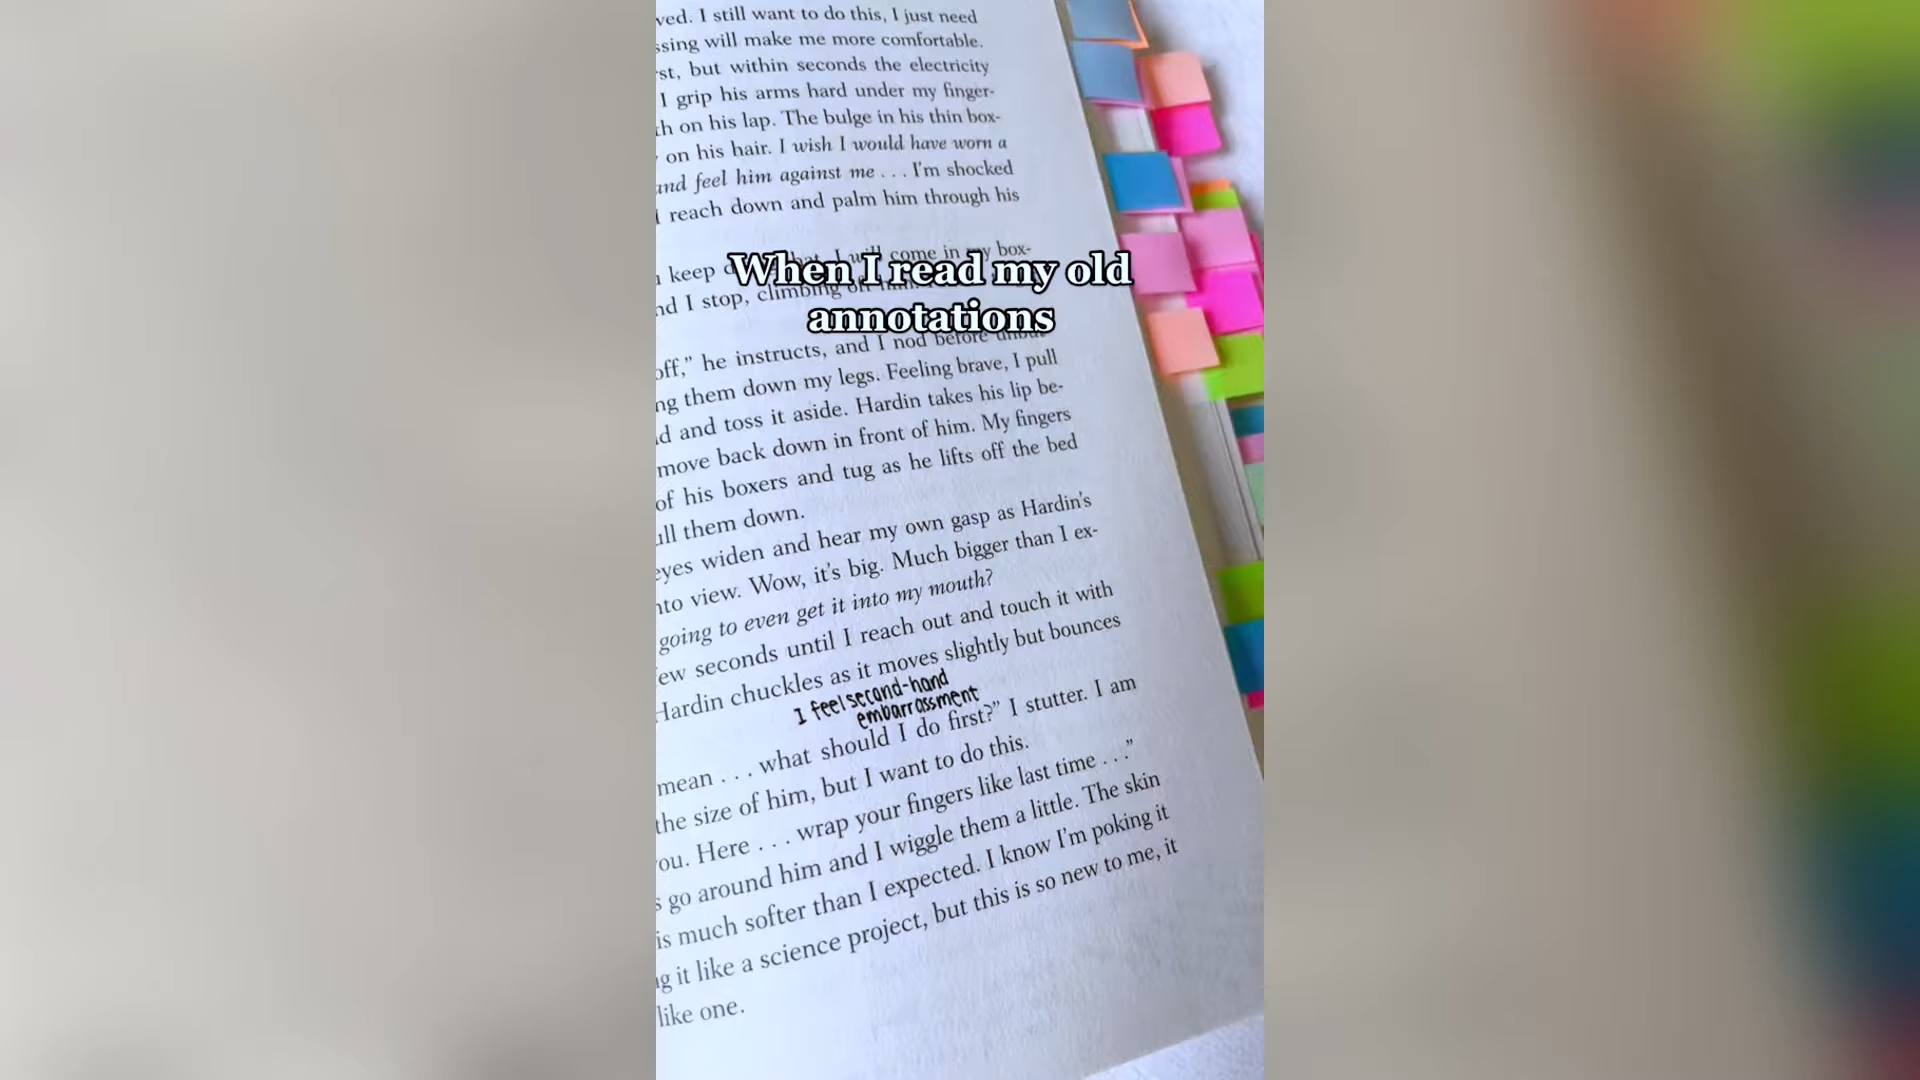 ved. I still want to do this, I just need
ssing will make me more comfortable.
rst, but within seconds the electricity
I grip his arms hard under my finger-
th on his lap. The bulge in his thin box-
on his hair. I wish I would have worn a
and feel him against me . . . I'm shocked
I reach down and palm him through his
keep I will come in my box-
nd I stop, climbing off
When I read my old
annotations
off,” he instructs, and I nod before
ng them down my legs. Feeling brave, I pull
d and toss it aside. Hardin takes his lip be-
move back down in front of him. My fingers
of his boxers and tug as he lifts off the bed
ull them down.
eyes widen and hear my own gasp as Hardin's
nto view. Wow, it's big. Much bigger than I ex-
going to even get it into my mouth?
few seconds until I reach out and touch it with
Hardin chuckles as it moves slightly but bounces
I feel second-hand
embarrassment
mean . . . what should I do first?” I stutter. I am
the size of him, but I want to do this.
ou. Here . . . wrap your fingers like last time . . .”
s go around him and I wiggle them a little. The skin
is much softer than I expected. I know I'm poking it
g it like a science project, but this is so new to me, it
like one.